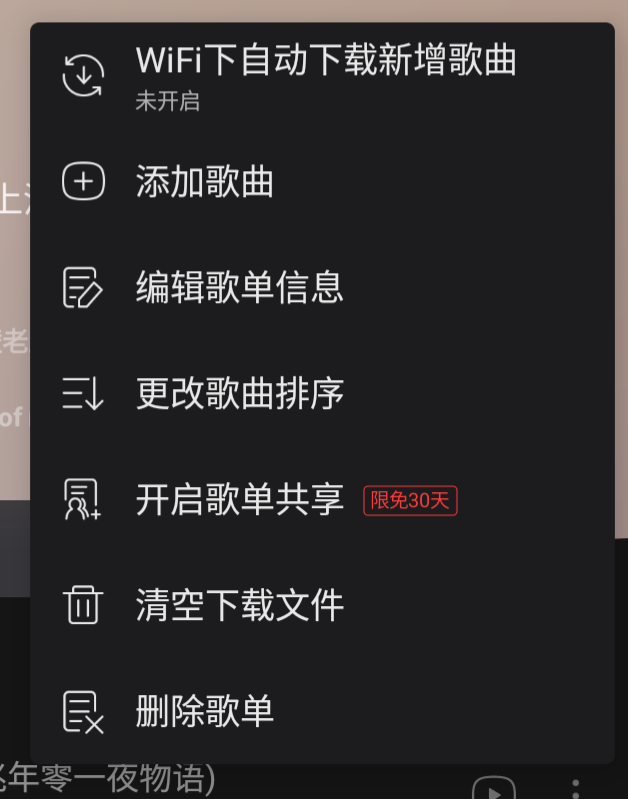 WiFi下自动下载新增歌曲
未开启
添加歌曲
上
编辑歌单信息
老
更改歌曲排序
of
开启歌单共享 限免30天
清空下载文件
删除歌单
年零一夜物语)